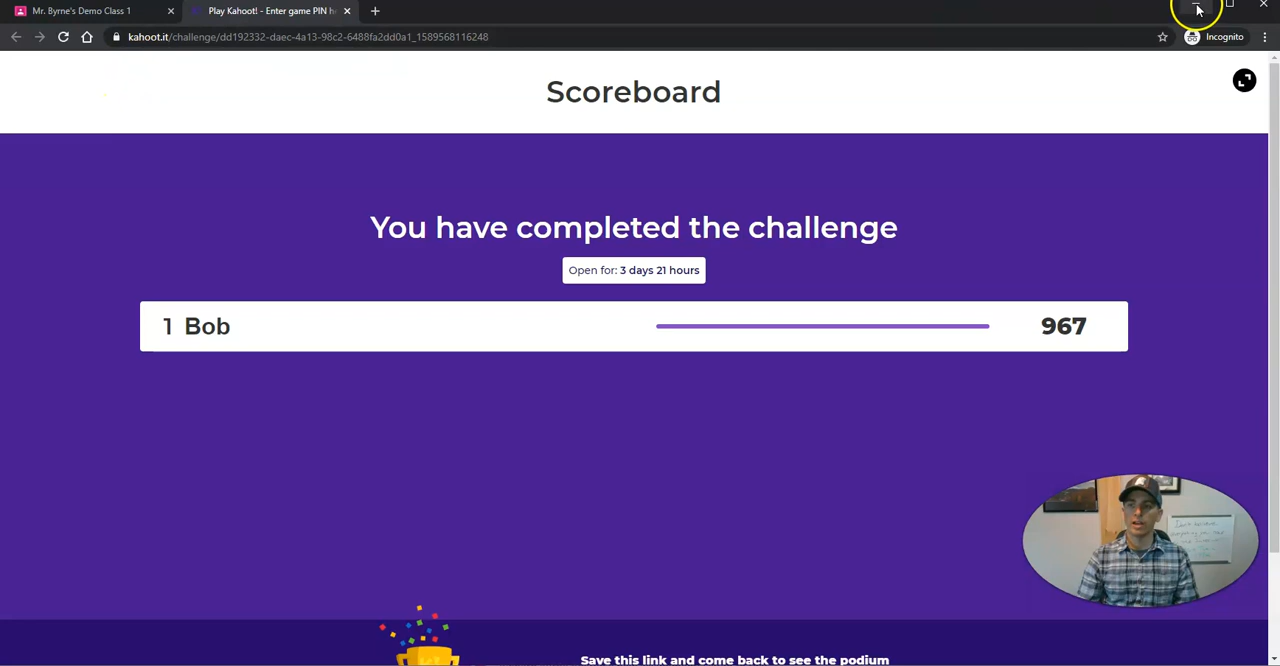 Mr. Byrne's Demo Class 1
Play Kahoot! - Enter game PIN h
kahoot.it/challenge/dd192332-daec-4a13-98c2-6488fa2dd0a1_1589568116248
Incognito
Scoreboard
You have completed the challenge
Open for: 3 days 21 hours
1 Bob 967
Save this link and come back to see the podium